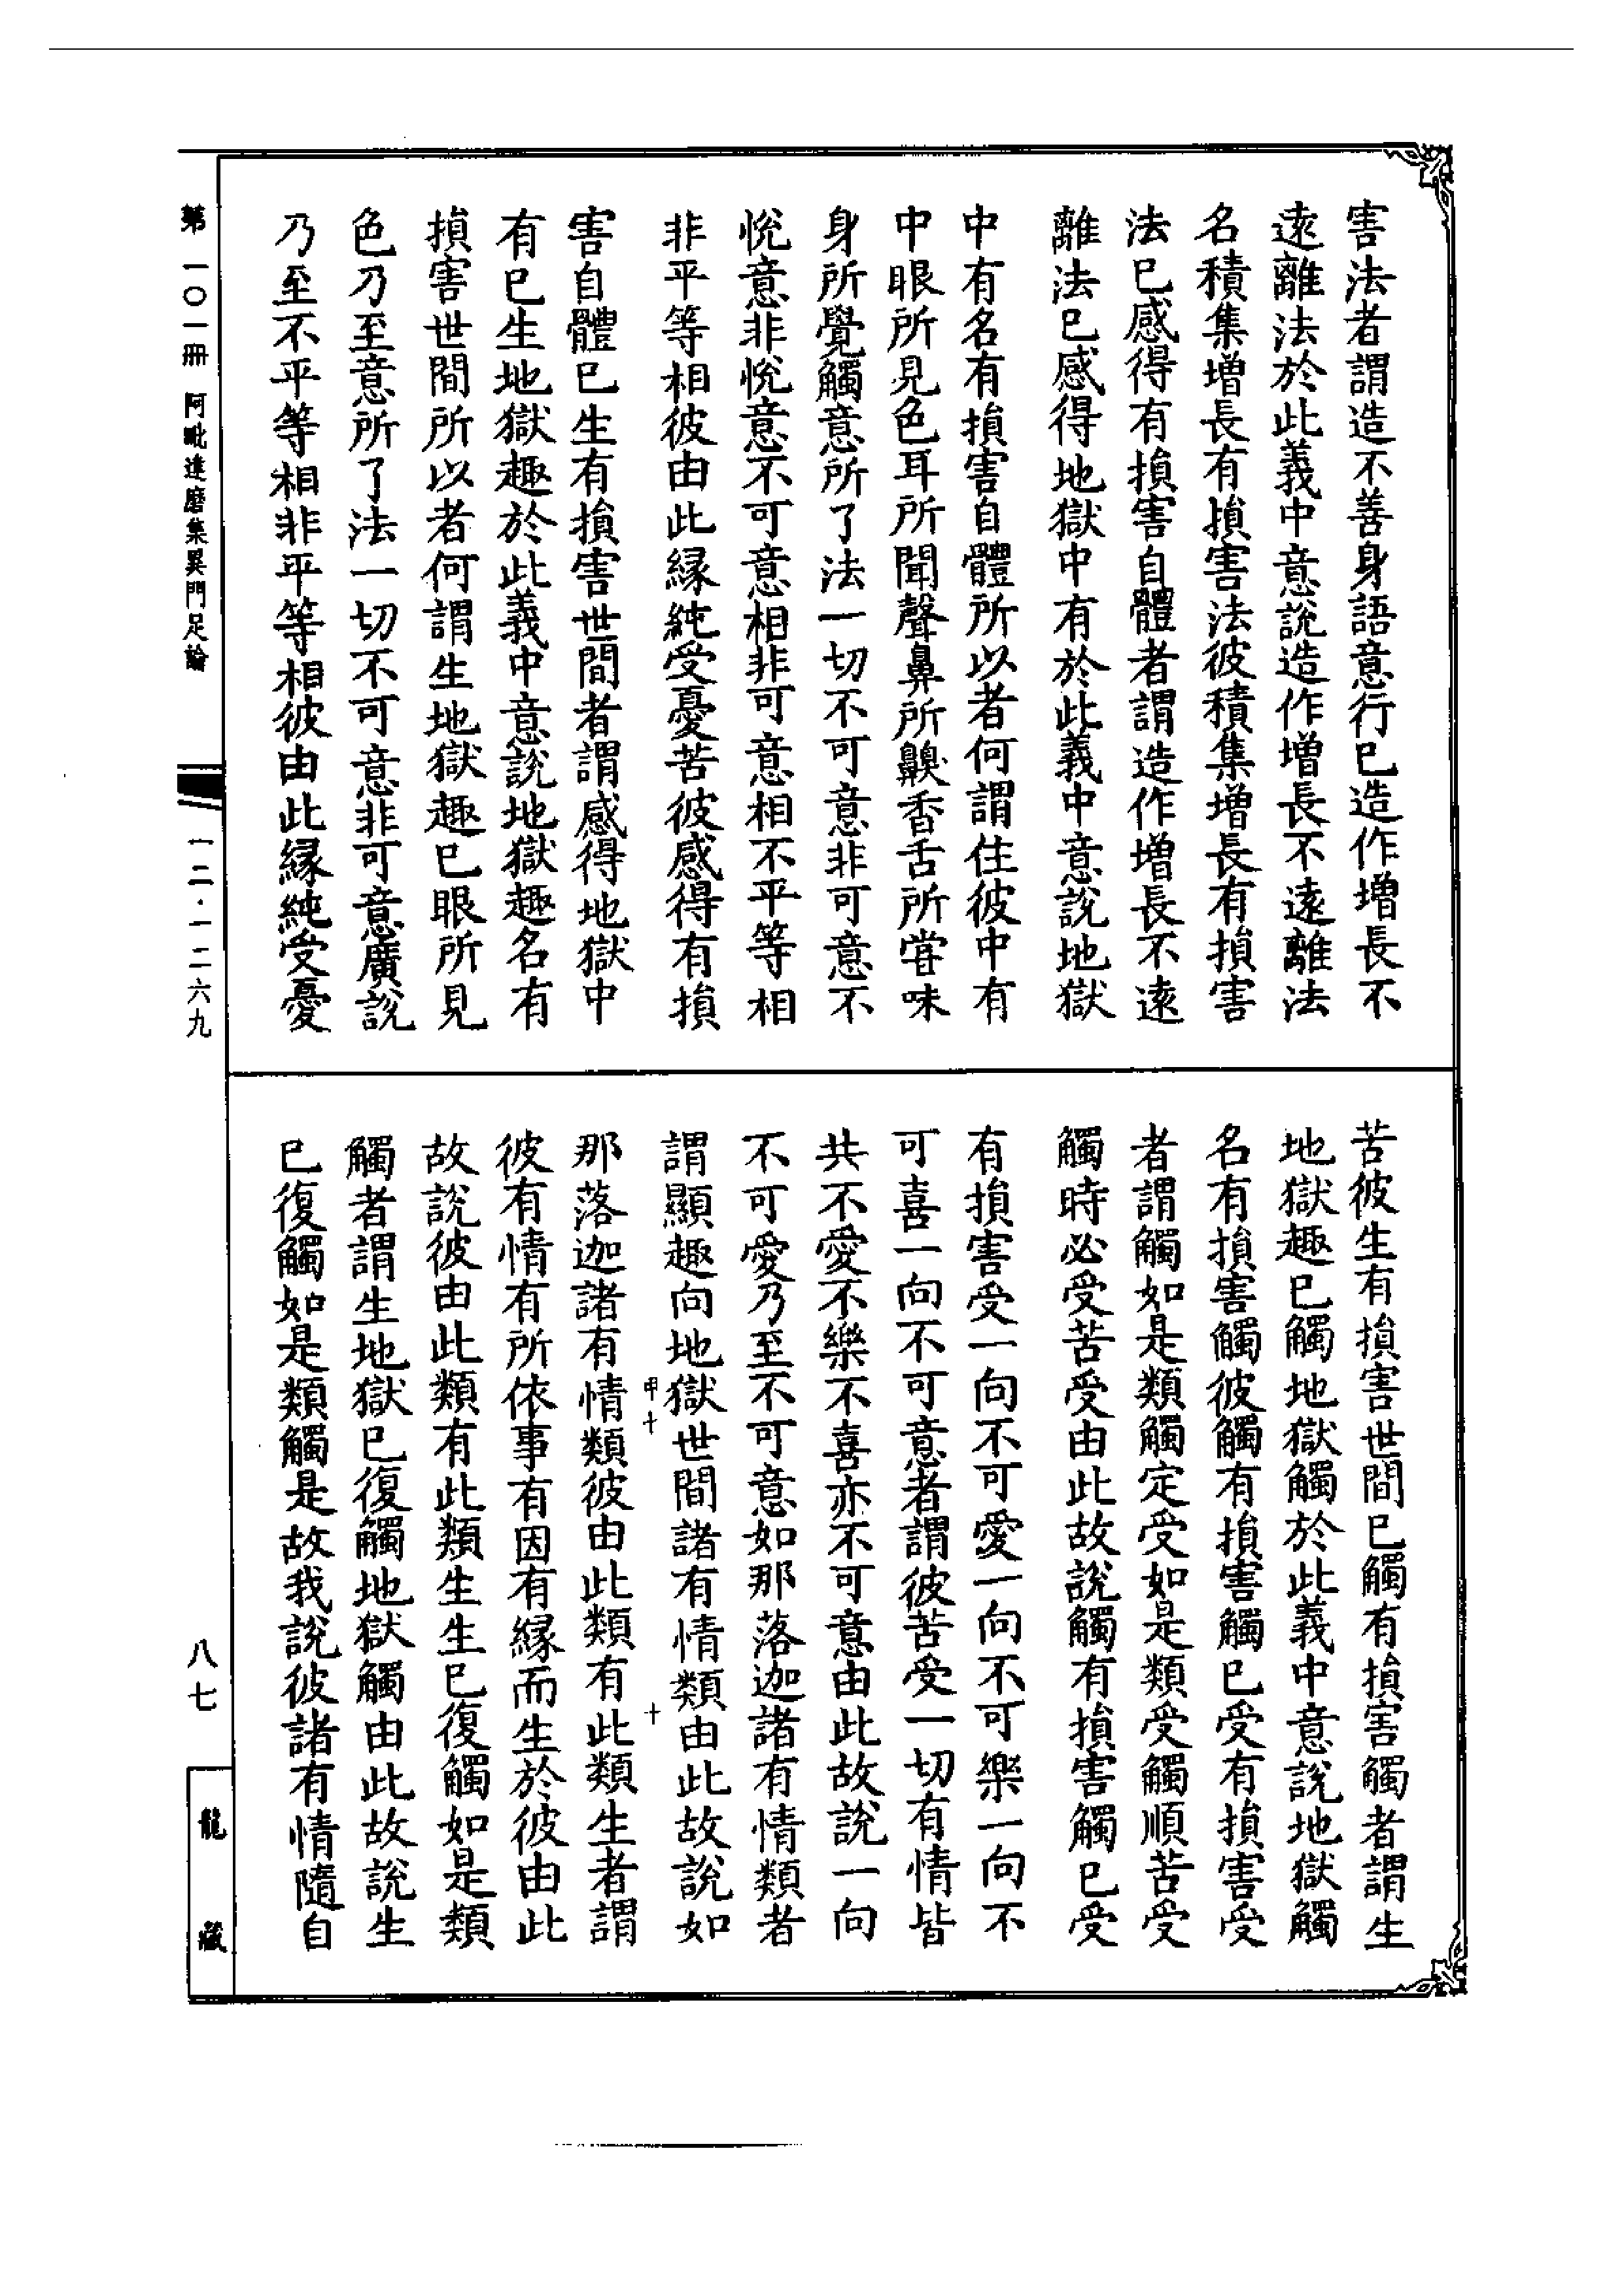 害法者謂造不善身語意行已造作增長不
遠離法於此義中意說造作增長不遠離法
名積集增長有損害法彼積集增長有損害
法已感得有損害自體者謂造作增長不遠
離法已感得地獄中有於此義中意說地獄
中有名有損害自體所以者何謂住彼中有
中眼所見色耳所聞聲鼻所齅香舌所甞味
身所覺觸意所了法一切不可意非可意不
悅意非悅意不可意相非可意相不平等相
非平等相彼由此緣純受憂苦彼感得有損
害自體已生有損害世間者謂感得地獄中
有已生地獄趣於此義中意說地獄趣名有
損害世間所以者何謂生地獄趣已眼所見
色乃至意所了法一切不可意非可意廣說
乃至不平等相非平等相彼由此緣純受憂
苦彼生有損害世間已觸有損害觸者謂生
地獄趣已觸地獄觸於此義中意說地獄觸
名有損害觸彼觸有損害觸已受有損害受
者謂觸如是類觸定受如是類受觸順苦受
觸時必受苦受由此故說觸有損害觸已受
有損害受一向不可愛一向不可樂一向不
可喜一向不可意者謂彼苦受一切有情皆
共不愛不樂不喜亦不可意由此故說一向
不可愛乃至不可意如那落迦諸有情類者
謂顯趣向地獄世間諸有情類由此故說如
甲十 十
那落迦諸有情類彼由此類有此類生者謂
彼有情有所依事有因有緣而生於彼由此
故說彼由此類有此類生生已復觸如是類
觸者謂生地獄已復觸地獄觸由此故說生
已復觸如是類觸是故我說彼諸有情隨自
第一〇一冊 阿毗達磨集異門足論
一二·一二六九
八七
龍藏